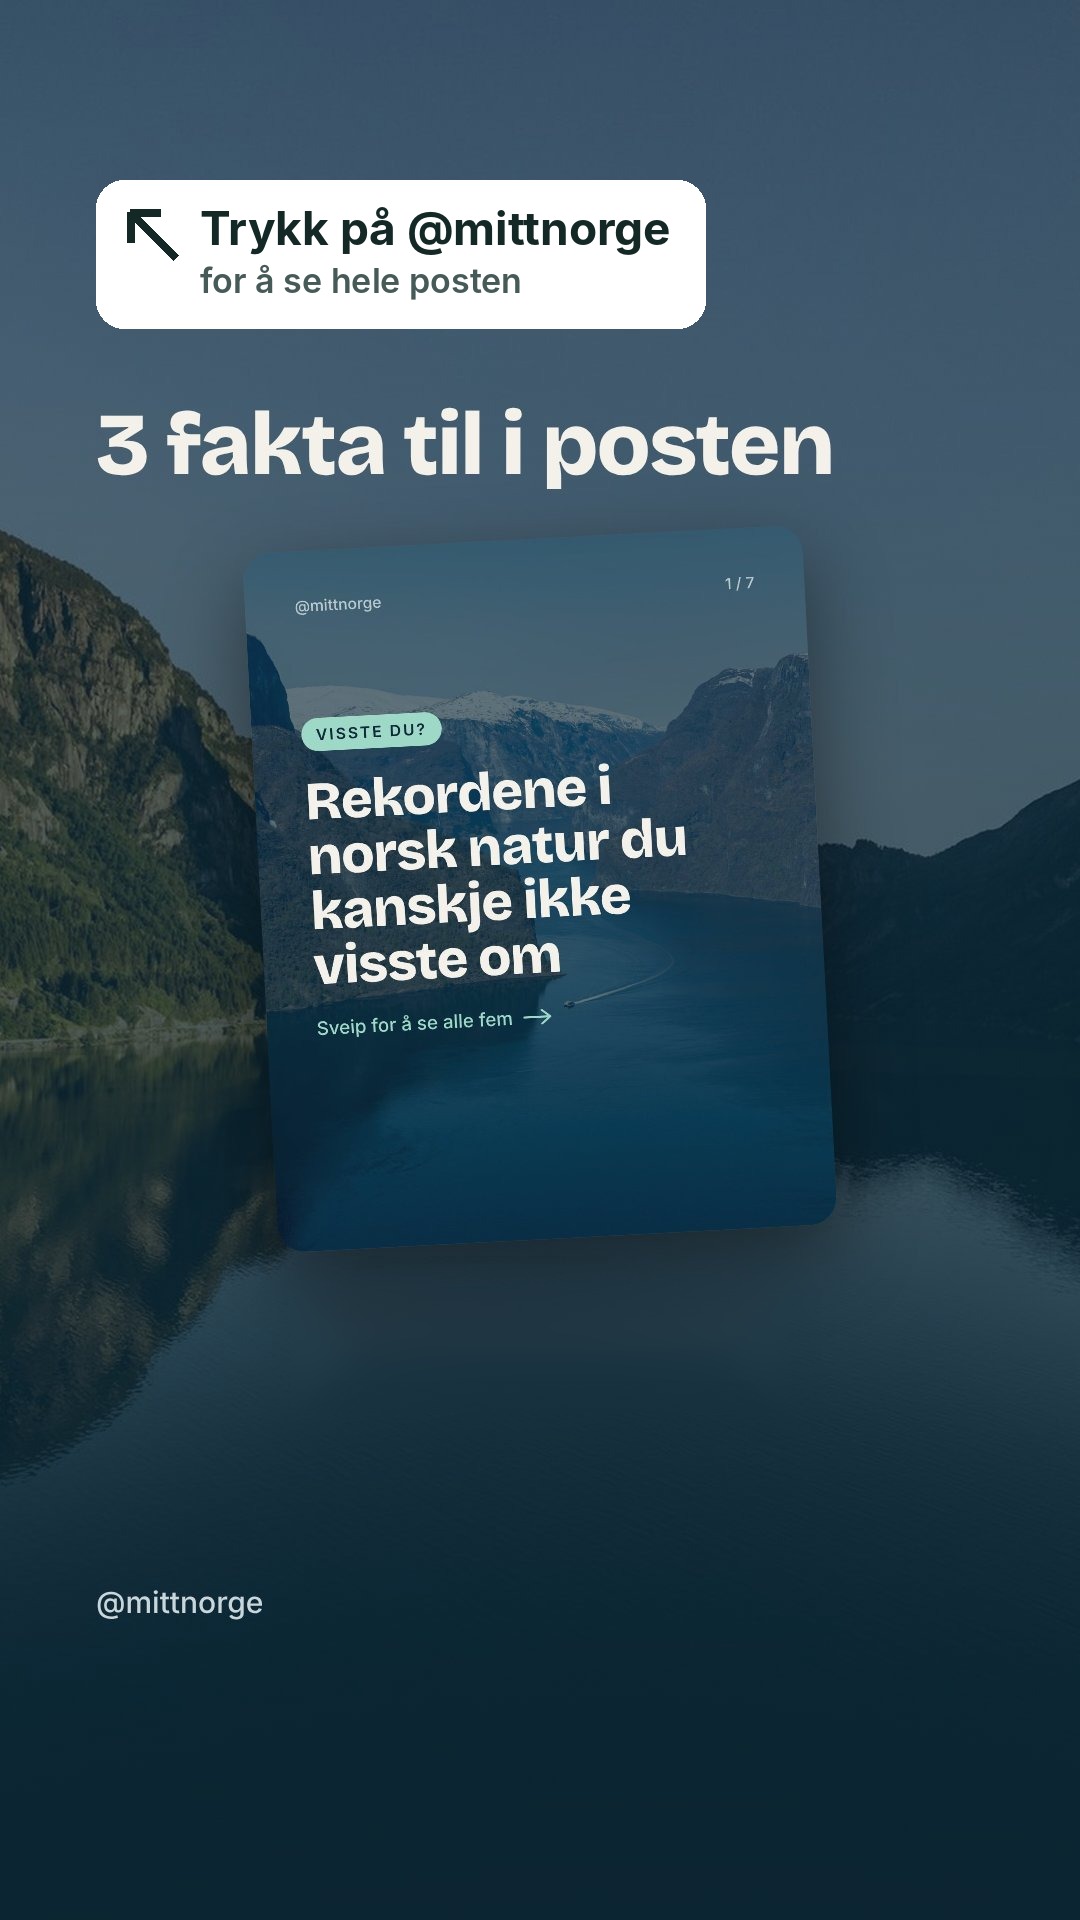 Trykk på @mittnorge
for å se hele posten
3 fakta til i posten
@mittnorge
1 / 7
VISSTE DU?
Rekordene i
norsk natur du
kanskje ikke
visste om
Sveip for å se alle fem →
@mittnorge